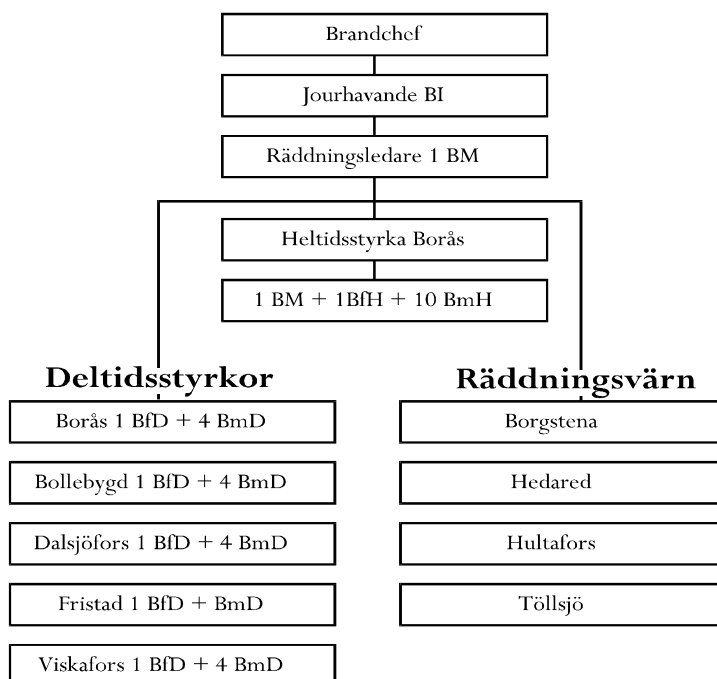 Brandchef
Jourhavande BI
Räddningsledare 1 BM
Heltidsstyrka Borås
1 BM + 1BfH + 10 BmH
Deltidsstyrkor
Borås 1 BfD + 4 BmD
Bollebygd 1 BfD + 4 BmD
Dalsjöfors 1 BfD + 4 BmD
Fristad 1 BfD + BmD
Viskafors 1 BfD + 4 BmD
Räddningsvärn
Borgstena
Hedared
Hultafors
Töllsjö